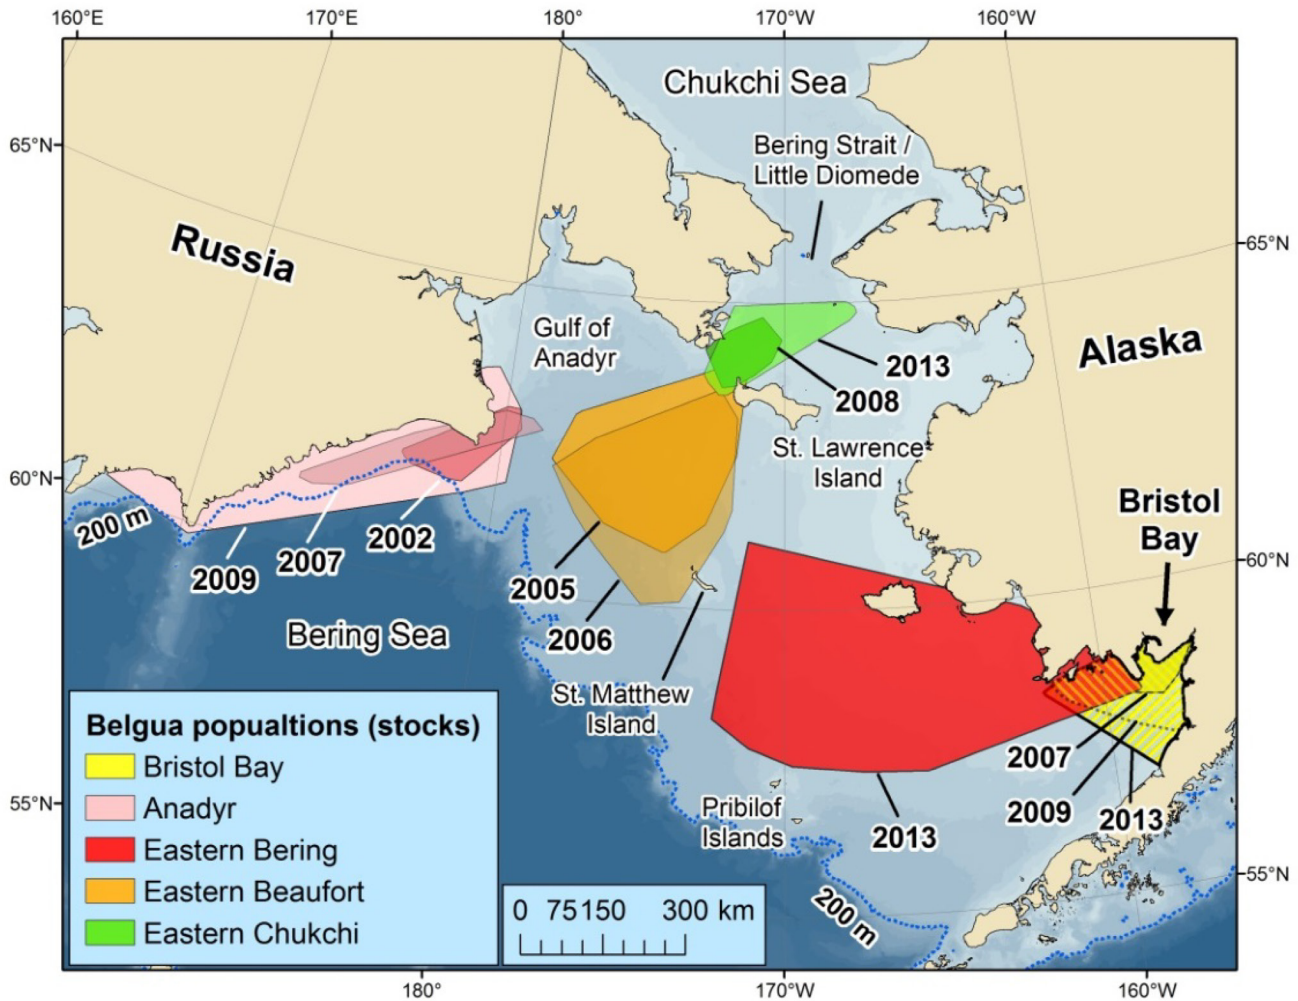 160°E 170°E 180° 170°W 160°W
Chukchi Sea
65°N
Bering Strait /
Little Diomede
Russia
65°N
Gulf of
Anadyr
Alaska
2013
2008
St. Lawrence
Island
60°N
Bristol
Bay
200 m
2002
2007
2009
2005
60°N
2006
Bering Sea
St. Matthew
Island
Belgua popualtions (stocks)
Bristol Bay
Anadyr
Eastern Bering
Eastern Beaufort
Eastern Chukchi
2007
2009
2013
55°N
Pribilof
Islands
2013
55°N
0 75 150 300 km
200 m
180° 170°W 160°W